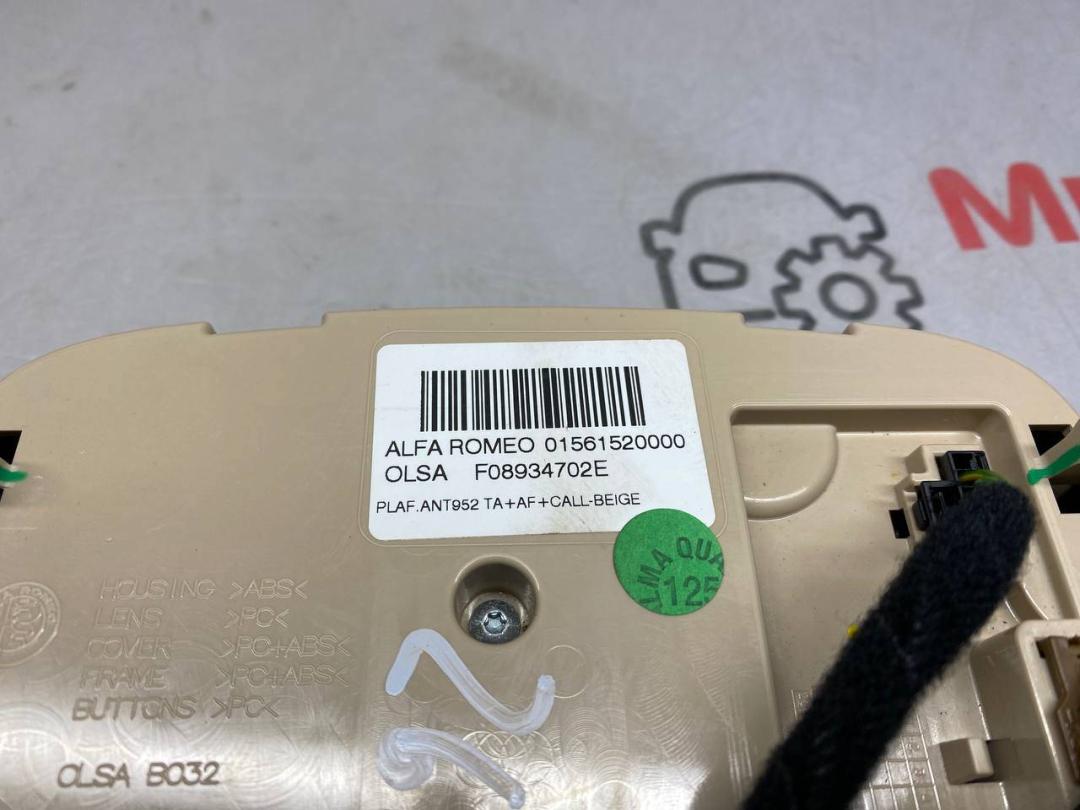 ALFA ROMEO 01561520000
OLSA F08934702E
PLAF.ANT952 TA+AF+CALL-BEIGE
125
HOUSING >ABS<
LENS >PC<
COVER >PC+ABS<
FRAME >PC+ABS<
BUTTONS >PC<
OLSA B032